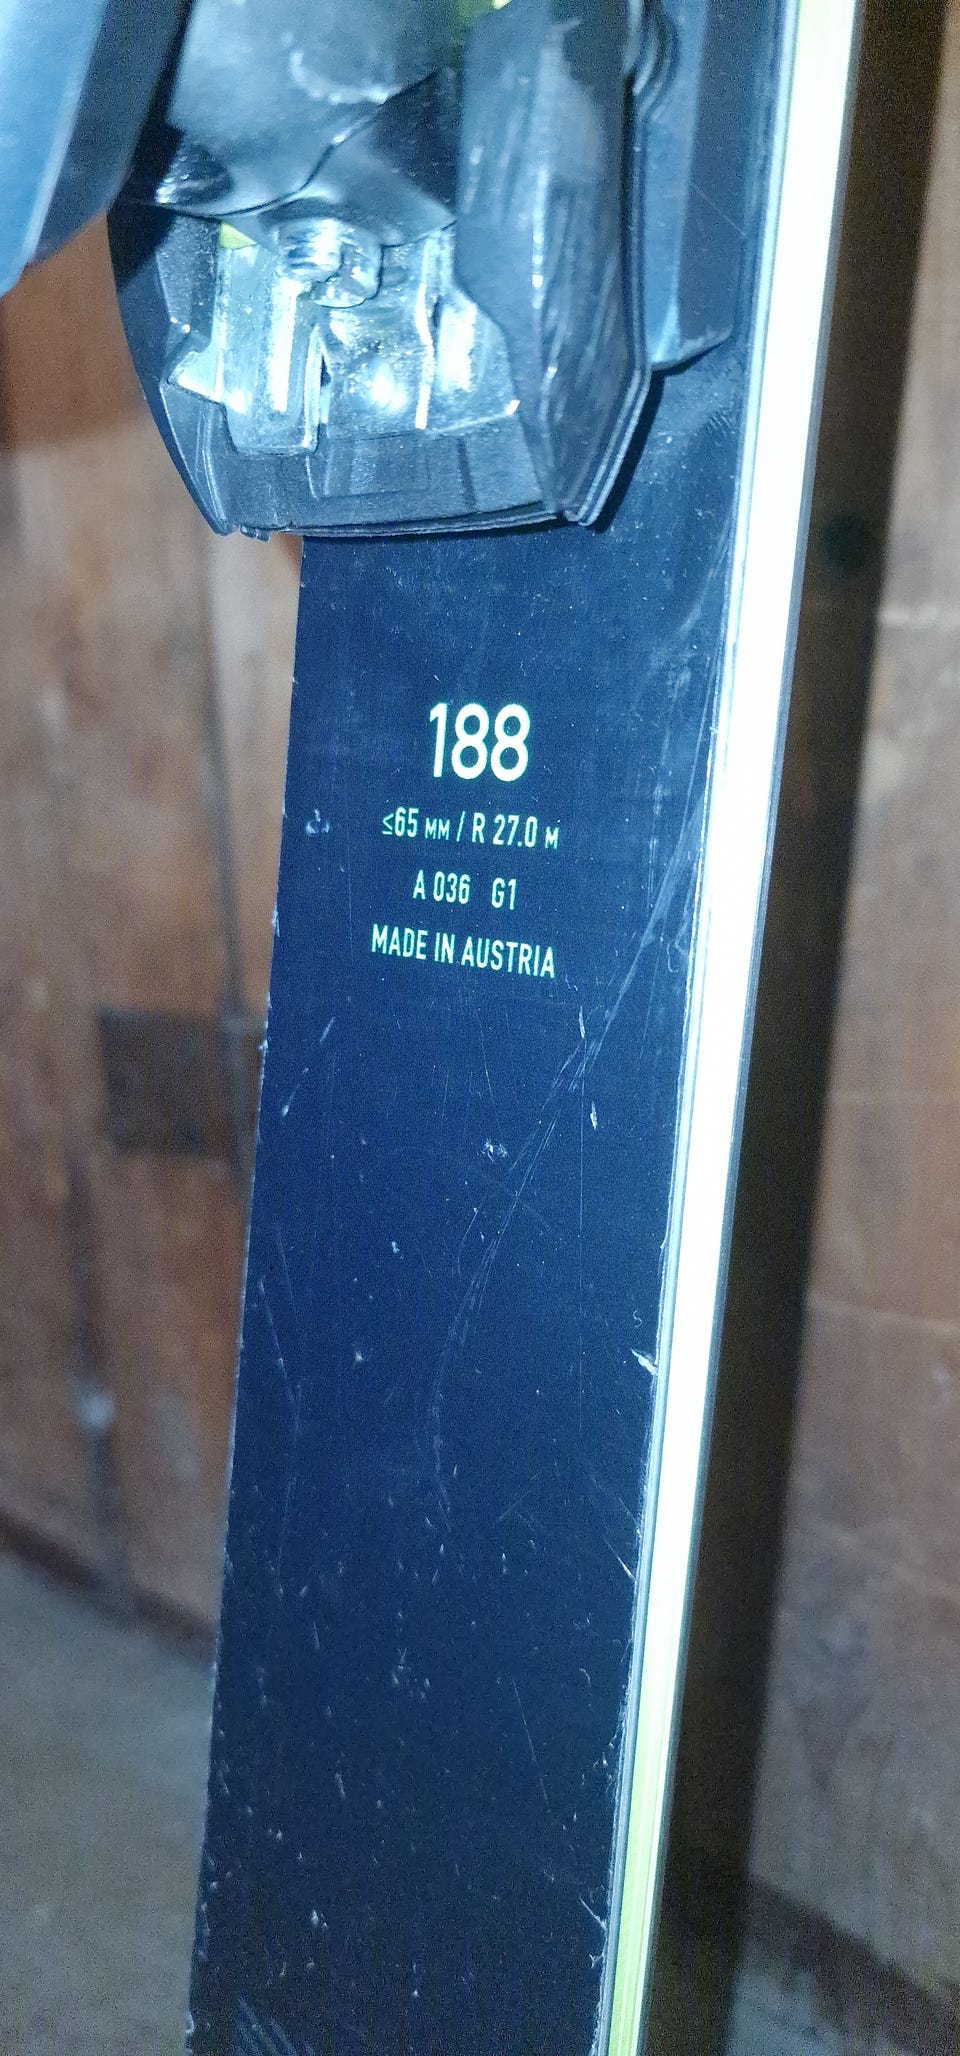 188
≤65 MM / R 27.0 M
A 036 G1
MADE IN AUSTRIA